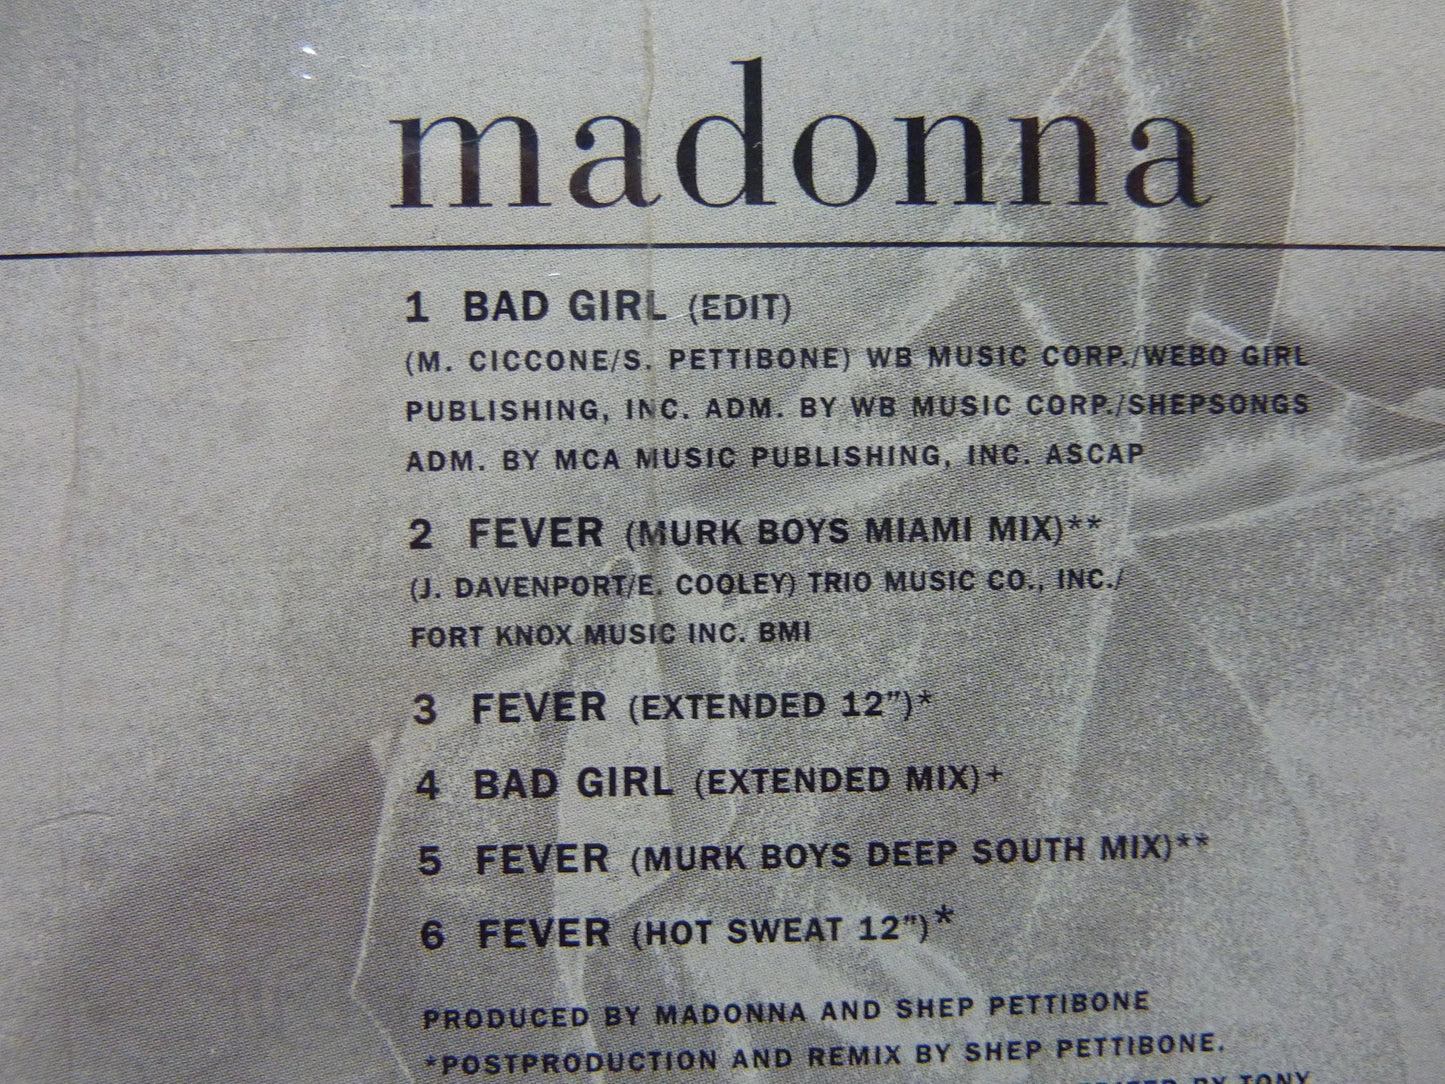 madonna
1 BAD GIRL (EDIT)
(M. CICCONE/S. PETTIBONE) WB MUSIC CORP./WEBO GIRL
PUBLISHING, INC. ADM. BY WB MUSIC CORP./SHEPSONGS
ADM. BY MCA MUSIC PUBLISHING, INC. ASCAP
2 FEVER (MURK BOYS MIAMI MIX)**
(J. DAVENPORT/E. COOLEY) TRIO MUSIC CO., INC./
FORT KNOX MUSIC INC. BMI
3 FEVER (EXTENDED 12")*
4 BAD GIRL (EXTENDED MIX)+
5 FEVER (MURK BOYS DEEP SOUTH MIX)**
6 FEVER (HOT SWEAT 12")*
PRODUCED BY MADONNA AND SHEP PETTIBONE
*POSTPRODUCTION AND REMIX BY SHEP PETTIBONE.
BY TONY